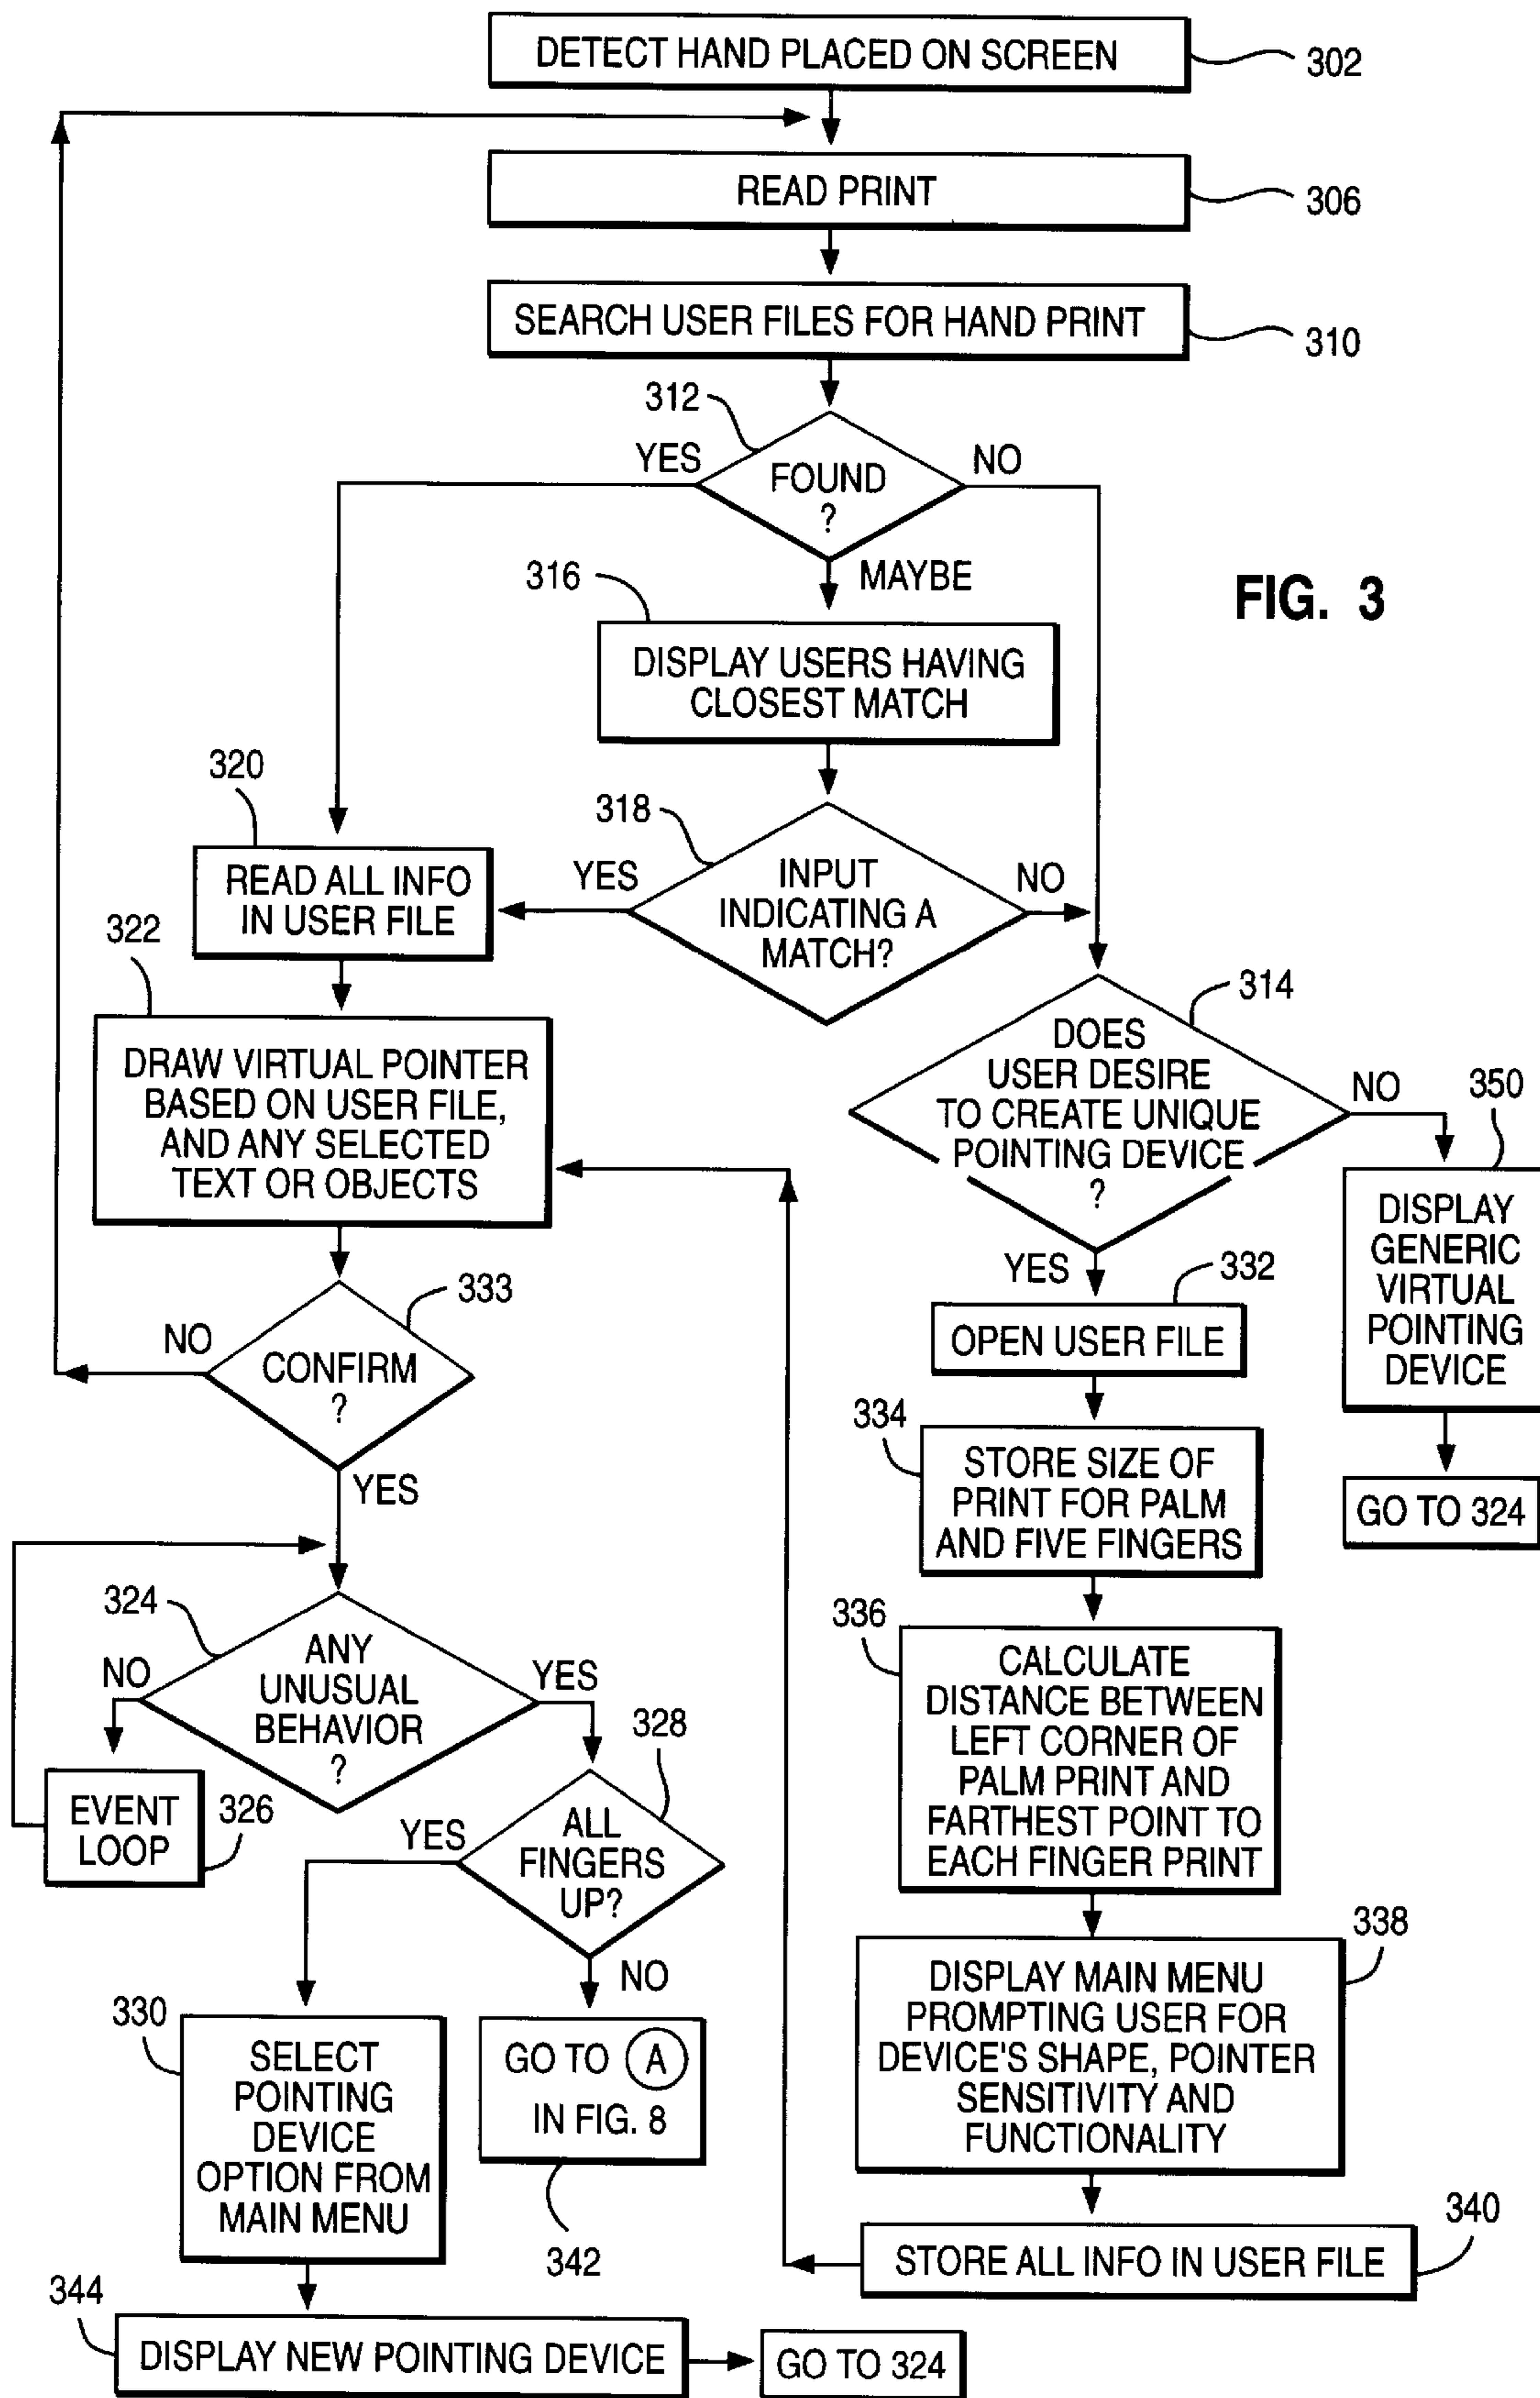 DETECT HAND PLACED ON SCREEN
302
READ PRINT
306
SEARCH USER FILES FOR HAND PRINT
310
312
YES
FOUND
?
NO
MAYBE
316
FIG. 3
DISPLAY USERS HAVING
CLOSEST MATCH
320
318
READ ALL INFO
IN USER FILE
YES
INPUT
INDICATING A
MATCH?
NO
322
DRAW VIRTUAL POINTER
BASED ON USER FILE,
AND ANY SELECTED
TEXT OR OBJECTS
314
DOES
USER DESIRE
TO CREATE UNIQUE
POINTING DEVICE
?
NO
350
DISPLAY
GENERIC
VIRTUAL
POINTING
DEVICE
GO TO 324
YES
332
OPEN USER FILE
333
NO
CONFIRM
?
YES
334
STORE SIZE OF
PRINT FOR PALM
AND FIVE FINGERS
324
NO
ANY
UNUSUAL
BEHAVIOR
?
YES
336
CALCULATE
DISTANCE BETWEEN
LEFT CORNER OF
PALM PRINT AND
FARTHEST POINT TO
EACH FINGER PRINT
328
EVENT
LOOP
326
YES
ALL
FINGERS
UP?
NO
338
DISPLAY MAIN MENU
PROMPTING USER FOR
DEVICE'S SHAPE, POINTER
SENSITIVITY AND
FUNCTIONALITY
330
SELECT
POINTING
DEVICE
OPTION FROM
MAIN MENU
GO TO A
IN FIG. 8
342
340
STORE ALL INFO IN USER FILE
344
DISPLAY NEW POINTING DEVICE
GO TO 324